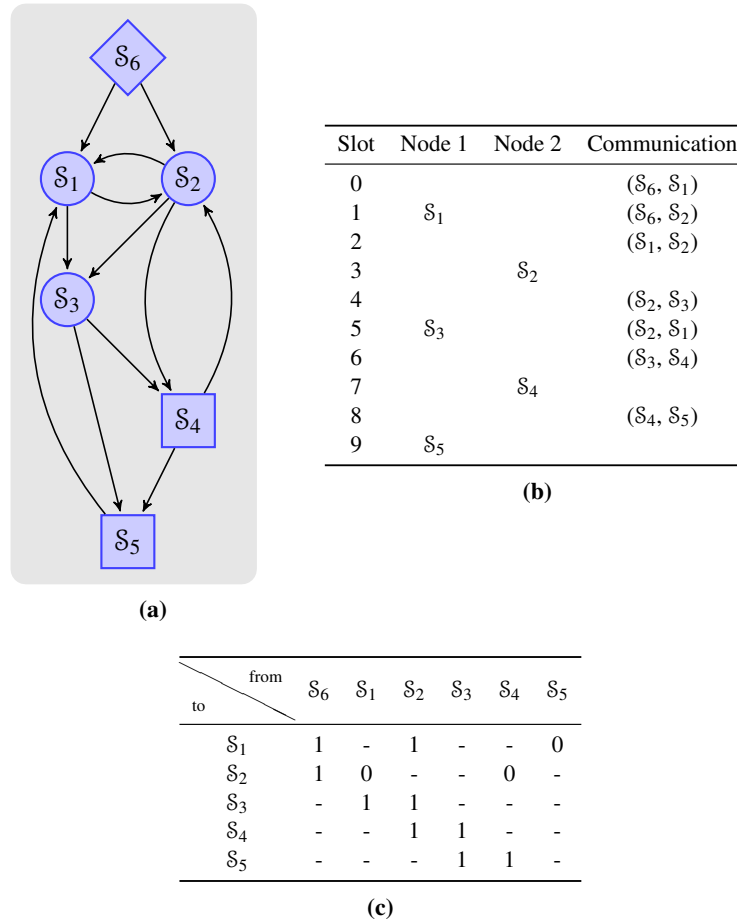 𝒮6
𝒮1 𝒮2
𝒮3
𝒮4
𝒮5
(a)
Slot Node 1 Node 2 Communication
0 (𝒮6, 𝒮1)
1 𝒮1 (𝒮6, 𝒮2)
2 (𝒮1, 𝒮2)
3 𝒮2
4 (𝒮2, 𝒮3)
5 𝒮3 (𝒮2, 𝒮1)
6 (𝒮3, 𝒮4)
7 𝒮4
8 (𝒮4, 𝒮5)
9 𝒮5
(b)
from
to
𝒮6 𝒮1 𝒮2 𝒮3 𝒮4 𝒮5
𝒮1 1 - 1 - - 0
𝒮2 1 0 - - 0 -
𝒮3 - 1 1 - - -
𝒮4 - - 1 1 - -
𝒮5 - - - 1 1 -
(c)